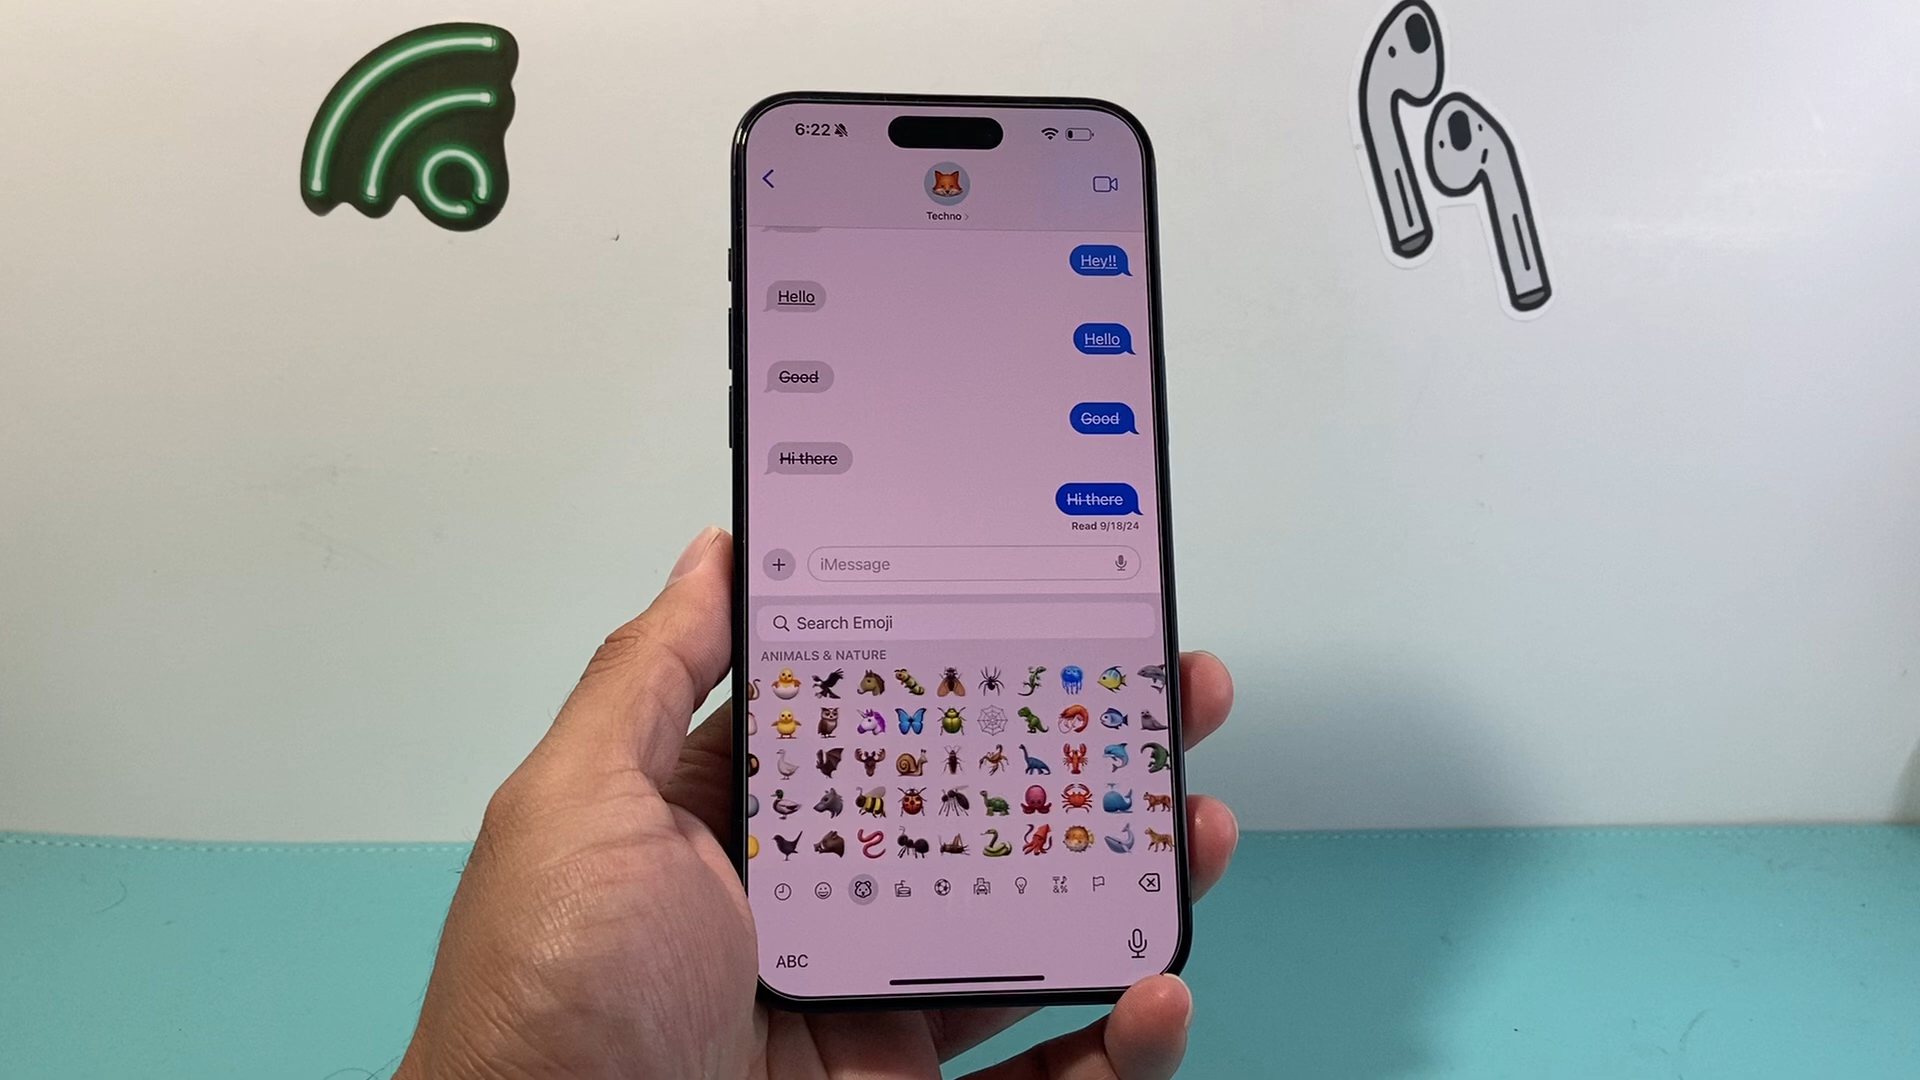 6:22
Techno
Hey!!
Hello
Hello
Good
Good
Hi there
Hi there
Read 9/18/24
iMessage
Search Emoji
ANIMALS & NATURE
ABC